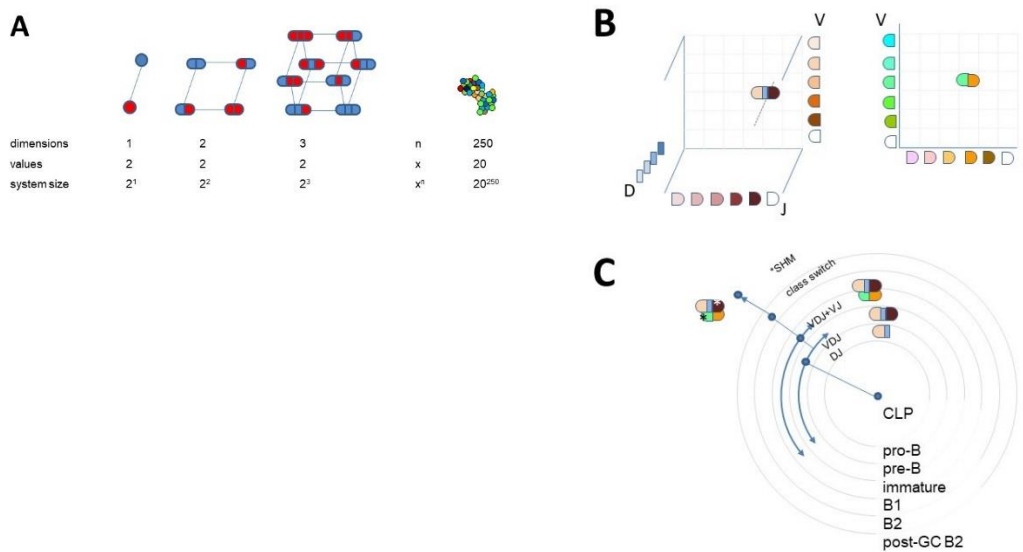 A
dimensions 1 2 3 n 250
values 2 2 2 x 20
system size 2¹ 2² 2³ xⁿ 20²⁵⁰
B
V
D
J
V
C
*SHM
class switch
VDJ+VJ
VDJ
DJ
*
*
CLP
pro-B
pre-B
immature
B1
B2
post-GC B2